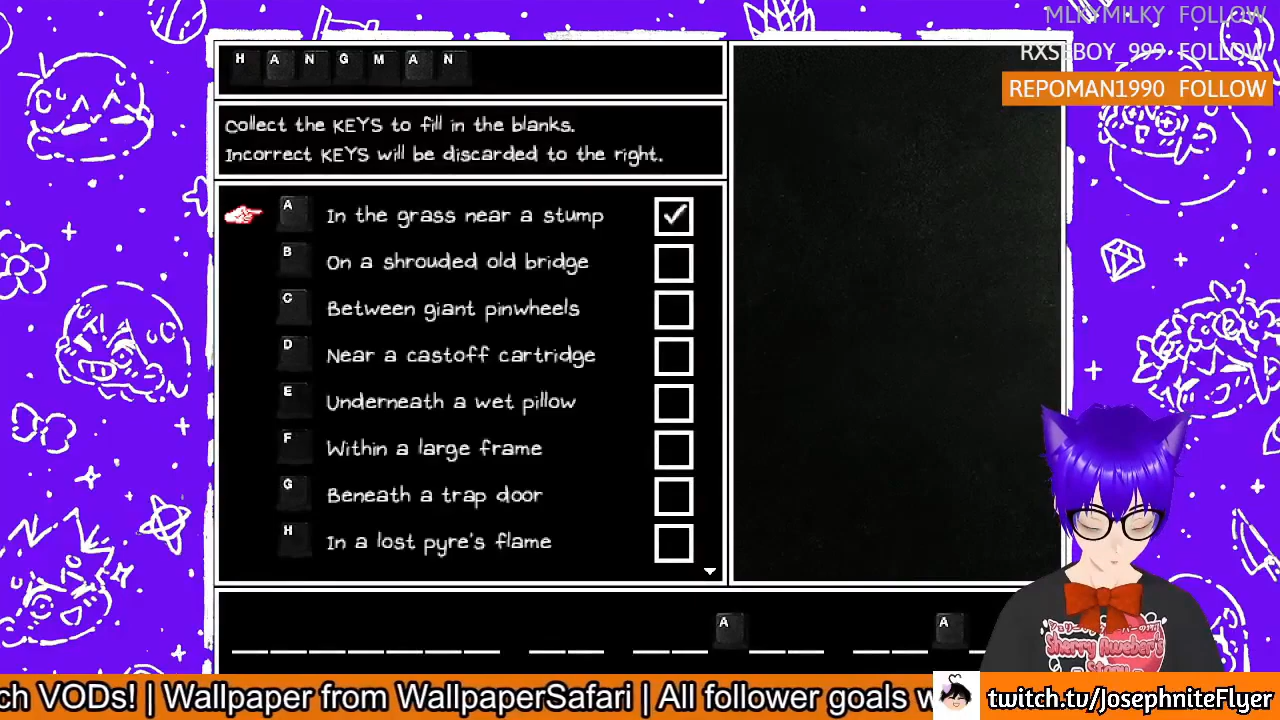 MLKYMILKY FOLLOW
RXSEBOY_999 FOLLOW
REPOMAN1990 FOLLOW
H A N G M A N
Collect the KEYS to fill in the blanks.
Incorrect KEYS will be discarded to the right.
A In the grass near a stump
B On a shrouded old bridge
C Between giant pinwheels
D Near a castoff cartridge
E Underneath a wet pillow
F Within a large frame
G Beneath a trap door
H In a lost pyre's flame
A A
Sherry Aweber's
Story
ch VODs! | Wallpaper from WallpaperSafari | All follower goals w
twitch.tv/JosephniteFlyer